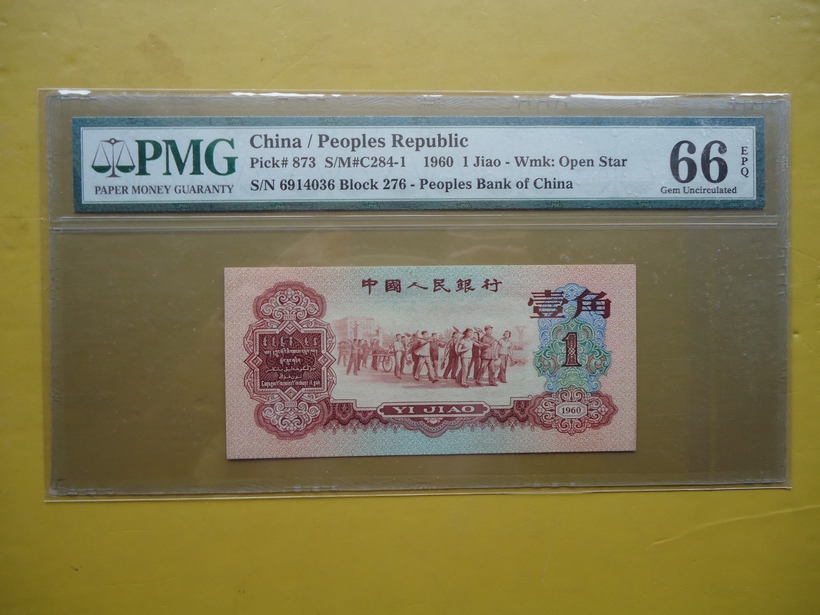 PMG
PAPER MONEY GUARANTY
China / Peoples Republic
Pick# 873 S/M#C284-1 1960 1 Jiao - Wmk: Open Star
S/N 6914036 Block 276 - Peoples Bank of China
66
EPQ
Gem Uncirculated
中國人民銀行
壹角
1
YI JIAO
1960